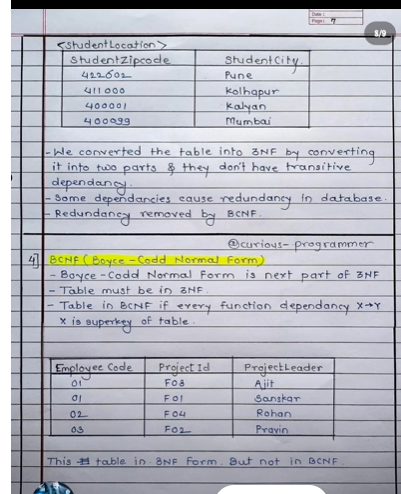 Date :
Page : 7
8/9
<StudentLocation>
StudentZipcode StudentCity.
422602 Pune
411000 Kolhapur
400001 Kalyan
400099 Mumbai
- We converted the table into 3NF by converting
it into two parts & they don't have transitive
dependancy.
- Some dependancies cause redundancy in database.
- Redundancy removed by BCNF.
@curious-programmer
4] BCNF (Boyce-Codd Normal Form)
- Boyce-Codd Normal Form is next part of 3NF
- Table must be in 3NF.
- Table in BCNF if every function dependancy X→Y
X is superkey of table.
Employee Code Project Id ProjectLeader
01 F03 Ajit
01 F01 Sanskar
02 F04 Rohan
03 F02 Pravin
This table in 3NF Form. But not in BCNF.